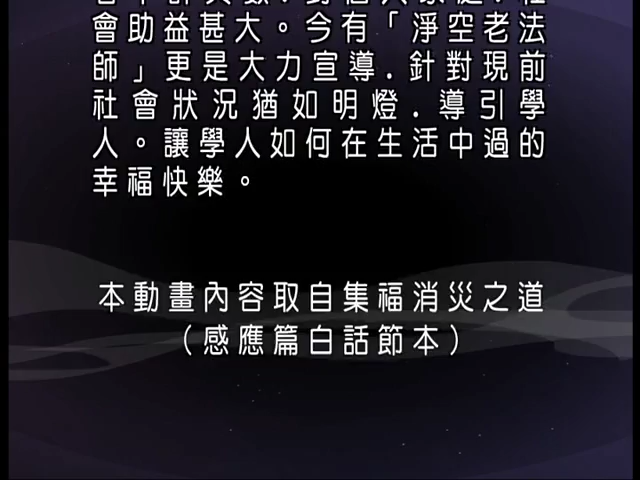 會助益甚大。今有「淨空老法
師」更是大力宣導.針對現前
社會狀況猶如明燈.導引學
人。讓學人如何在生活中過的
幸福快樂。
本動畫內容取自集福消災之道
（感應篇白話節本）